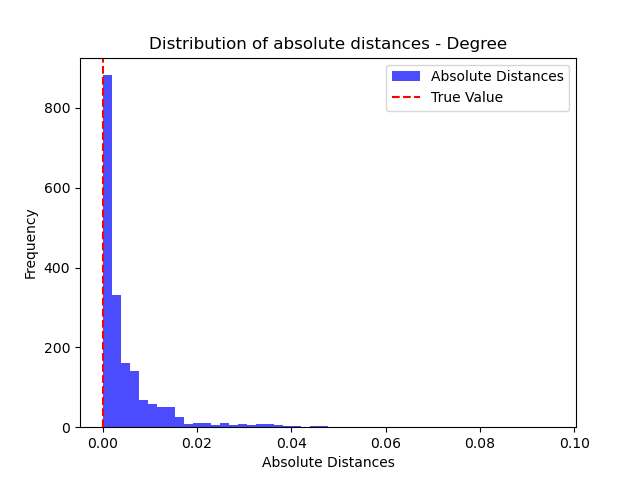 Distribution of absolute distances - Degree
Absolute Distances
True Value
Frequency
800
600
400
200
0
0.00 0.02 0.04 0.06 0.08 0.10
Absolute Distances